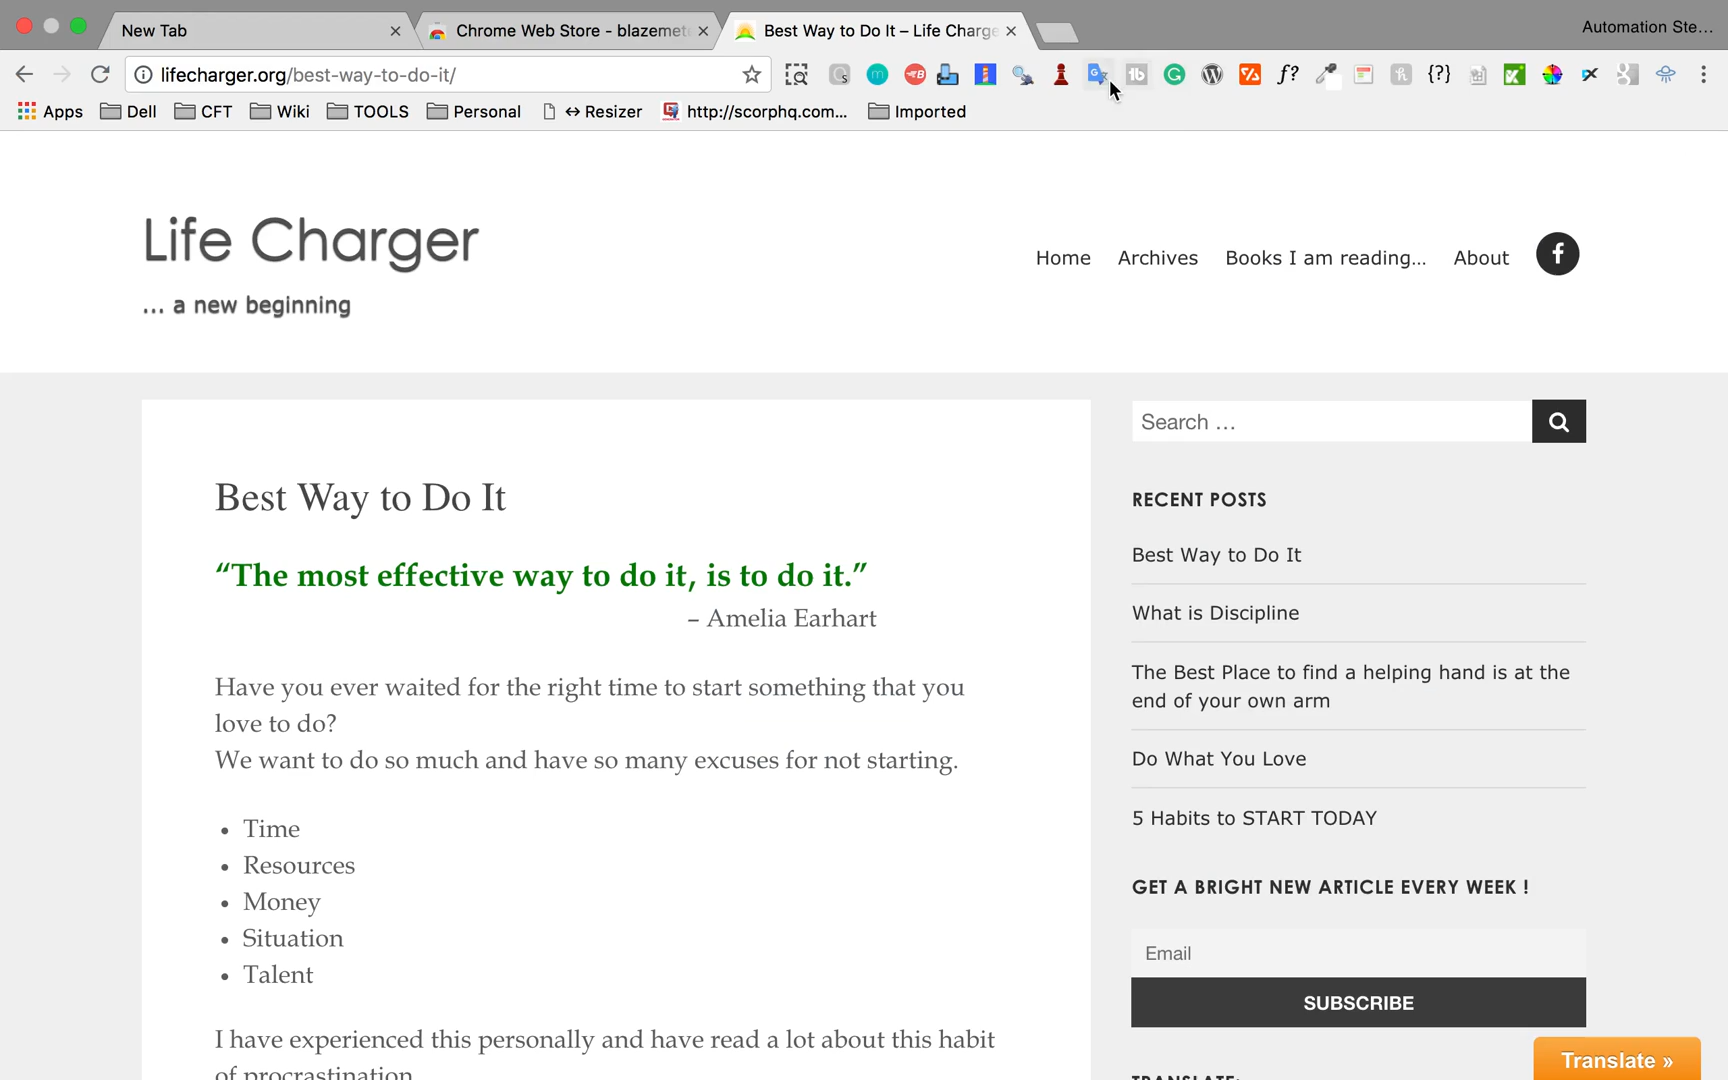 New Tab
Chrome Web Store - blazemet
Best Way to Do It – Life Charge
Automation Ste...
lifecharger.org/best-way-to-do-it/
Apps
Dell
CFT
Wiki
TOOLS
Personal
↔ Resizer
http://scorphq.com...
Imported
Life Charger
... a new beginning
Home
Archives
Books I am reading...
About
Search ...
Best Way to Do It
“The most effective way to do it, is to do it.”
– Amelia Earhart
Have you ever waited for the right time to start something that you
love to do?
We want to do so much and have so many excuses for not starting.
• Time
• Resources
• Money
• Situation
• Talent
I have experienced this personally and have read a lot about this habit
of procrastination
RECENT POSTS
Best Way to Do It
What is Discipline
The Best Place to find a helping hand is at the
end of your own arm
Do What You Love
5 Habits to START TODAY
GET A BRIGHT NEW ARTICLE EVERY WEEK !
Email
SUBSCRIBE
TRANSLATE:
Translate »